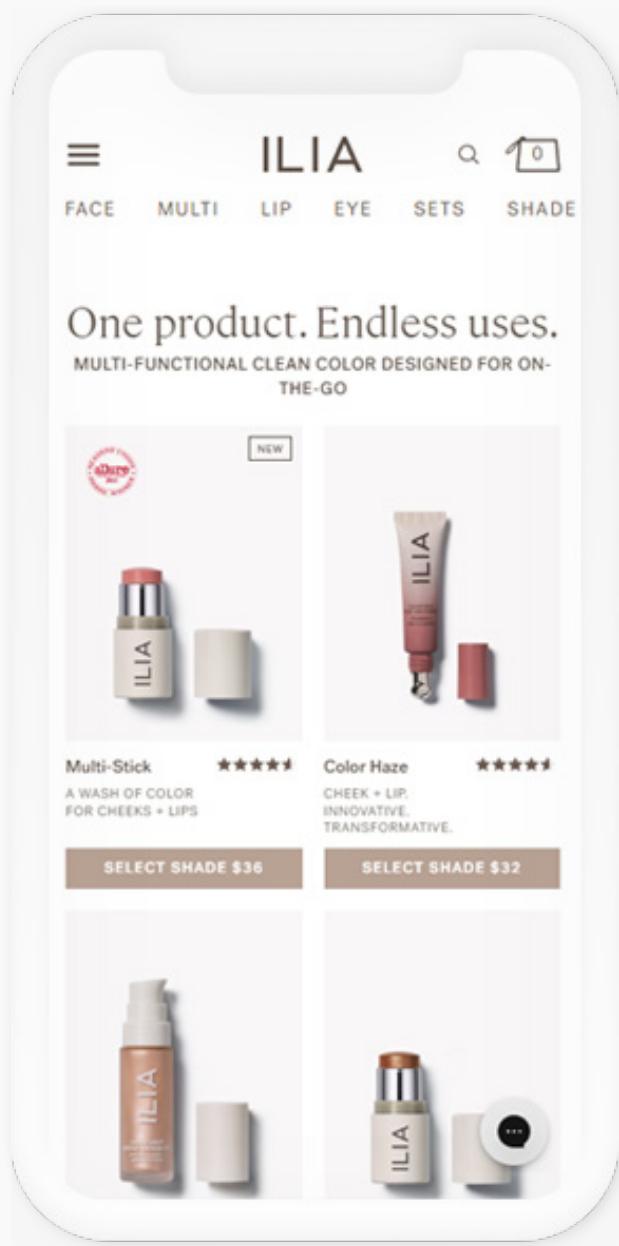 ILIA
0
FACE MULTI LIP EYE SETS SHADE
One product. Endless uses.
MULTI-FUNCTIONAL CLEAN COLOR DESIGNED FOR ON-
THE-GO
allure
NEW
ILIA
ILIA
Multi-Stick
A WASH OF COLOR
FOR CHEEKS + LIPS
SELECT SHADE $36
Color Haze
CHEEK + LIP.
INNOVATIVE.
TRANSFORMATIVE.
SELECT SHADE $32
ILIA
ILIA